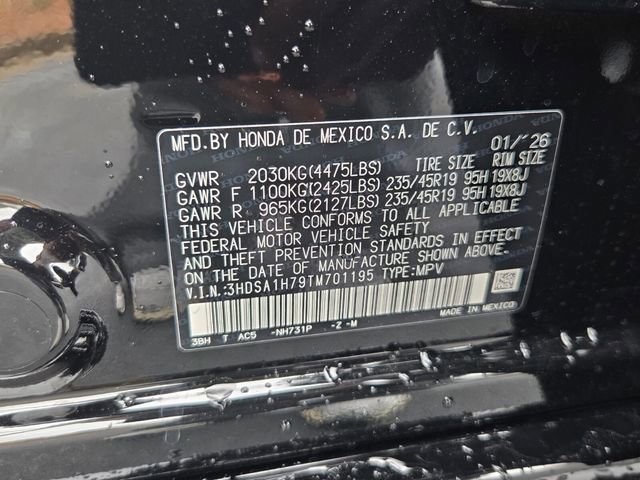 MFD.BY HONDA DE MEXICO S.A. DE C.V. 01/'26
GVWR 2030KG(4475LBS) TIRE SIZE RIM SIZE
GAWR F 1100KG(2425LBS) 235/45R19 95H 19X8J
GAWR R 965KG(2127LBS) 235/45R19 95H 19X8J
THIS VEHICLE CONFORMS TO ALL APPLICABLE
FEDERAL MOTOR VEHICLE SAFETY
AND THEFT PREVENTION STANDARDS IN EFFECT
ON THE DATE OF MANUFACTURE SHOWN ABOVE.
V.I.N.:3HDSA1H79TM701195 TYPE:MPV
MADE IN MEXICO
3BH T AC5 -NH731P -Z-M